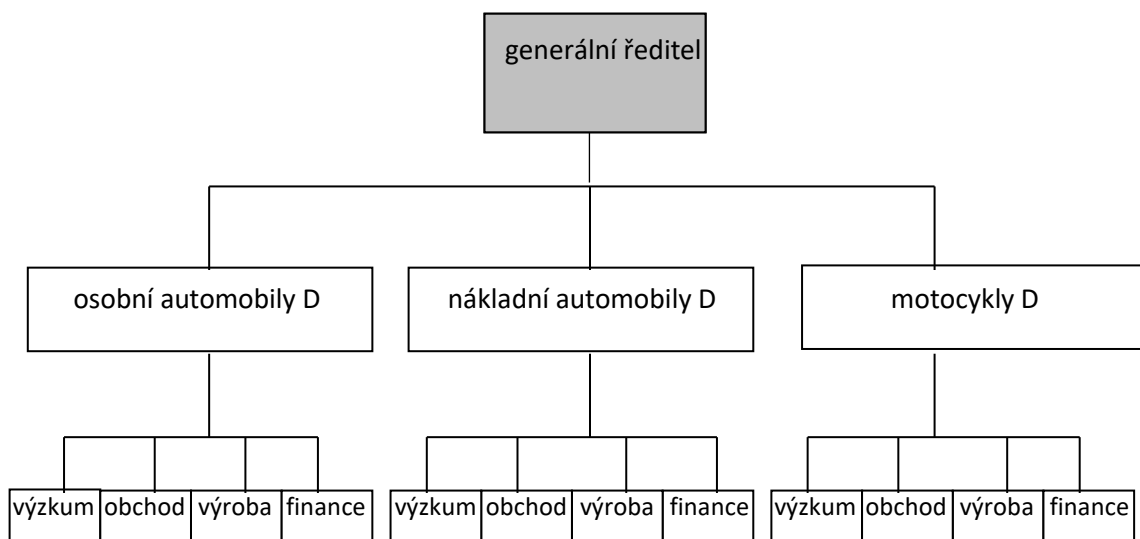 generální ředitel
osobní automobily D
nákladní automobily D
motocykly D
výzkum
obchod
výroba
finance
výzkum
obchod
výroba
finance
výzkum
obchod
výroba
finance